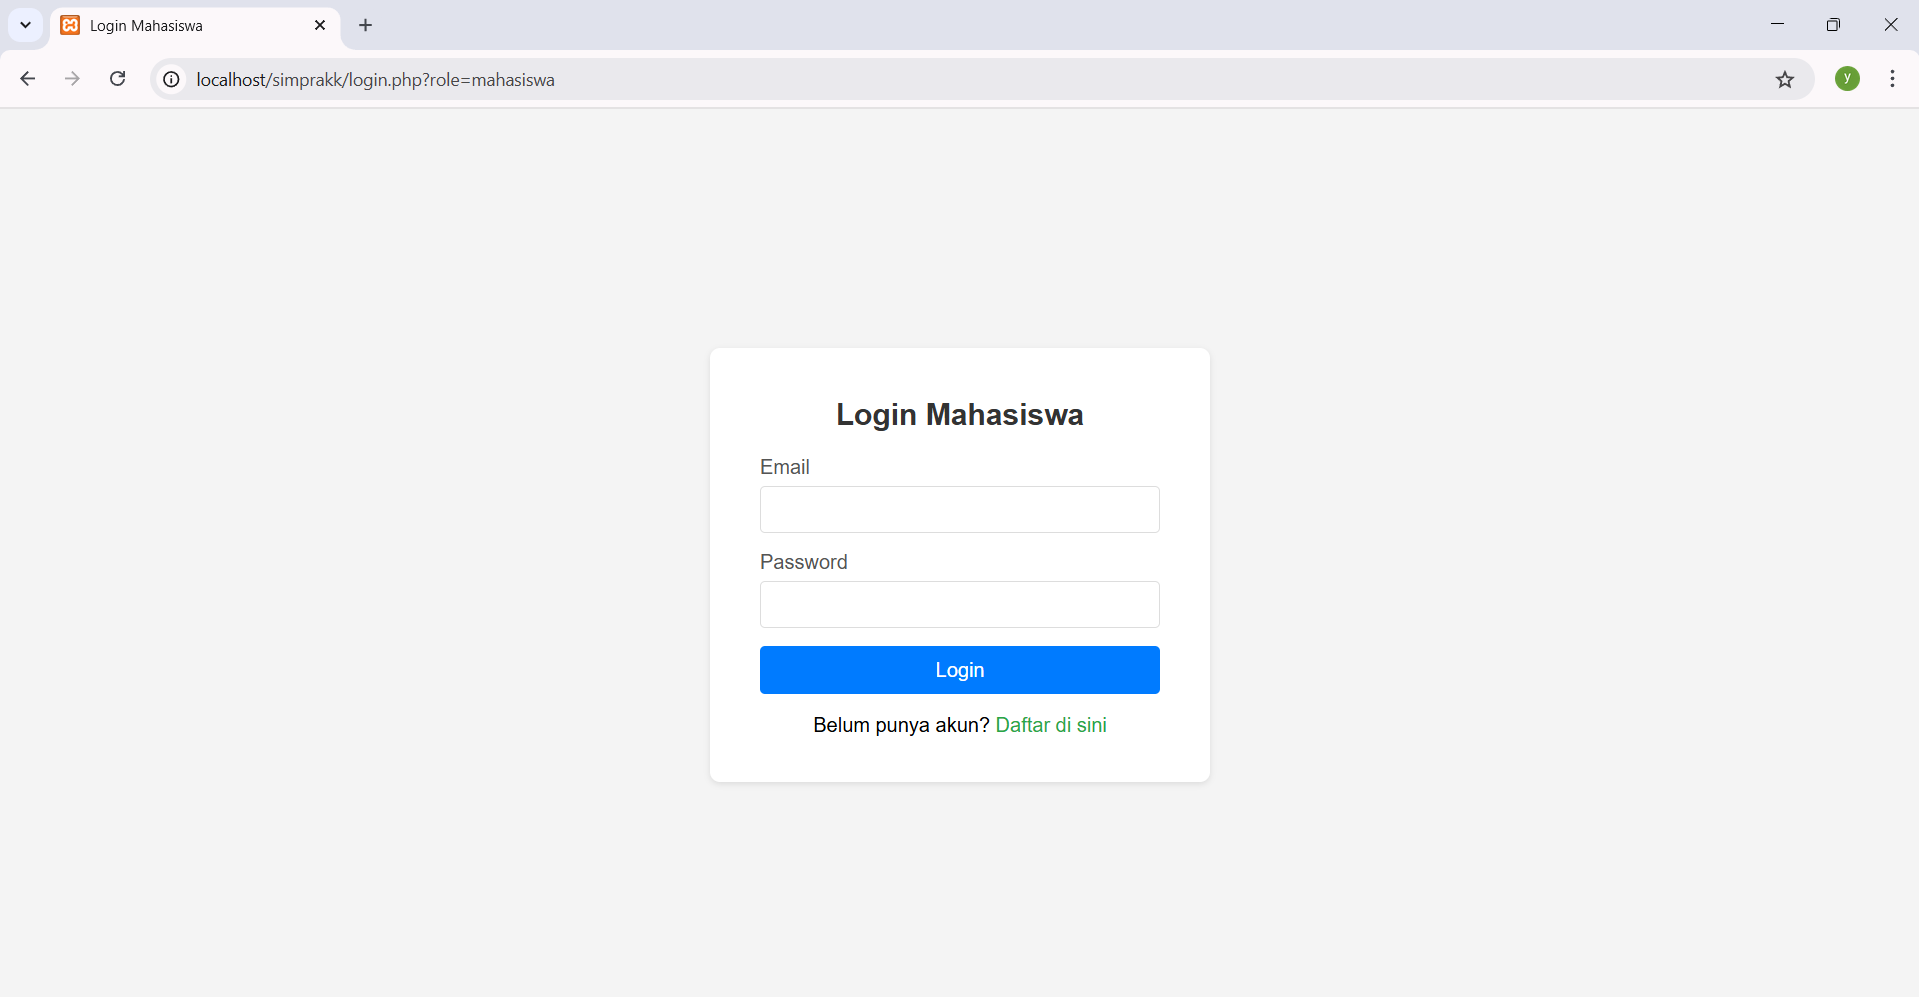 Login Mahasiswa
localhost/simprakk/login.php?role=mahasiswa
y
Login Mahasiswa
Email
Password
Login
Belum punya akun? Daftar di sini